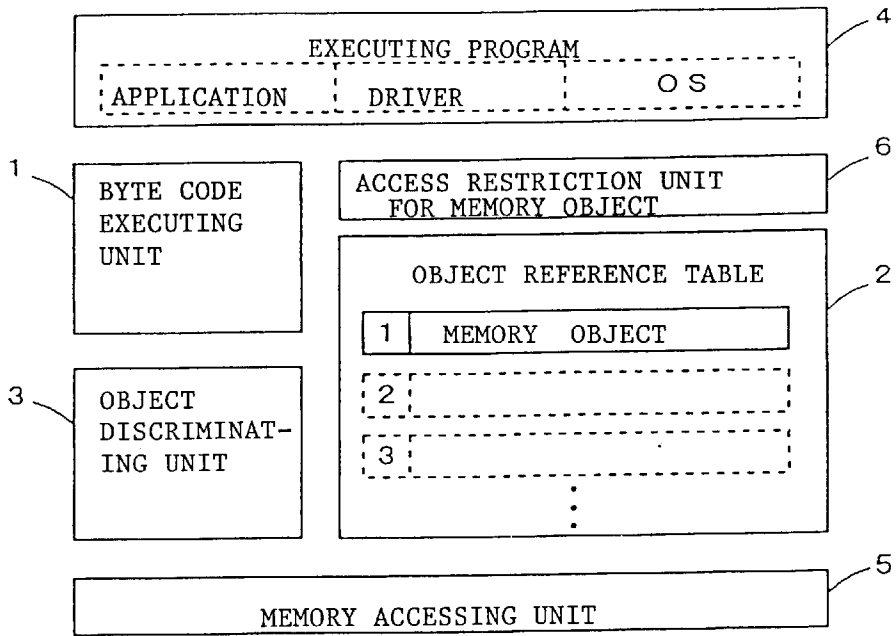 4
EXECUTING PROGRAM
APPLICATION DRIVER OS
1
6
BYTE CODE
EXECUTING
UNIT
ACCESS RESTRICTION UNIT
FOR MEMORY OBJECT
2
OBJECT REFERENCE TABLE
1 MEMORY OBJECT
2
3
3
OBJECT
DISCRIMINAT-
ING UNIT
5
MEMORY ACCESSING UNIT